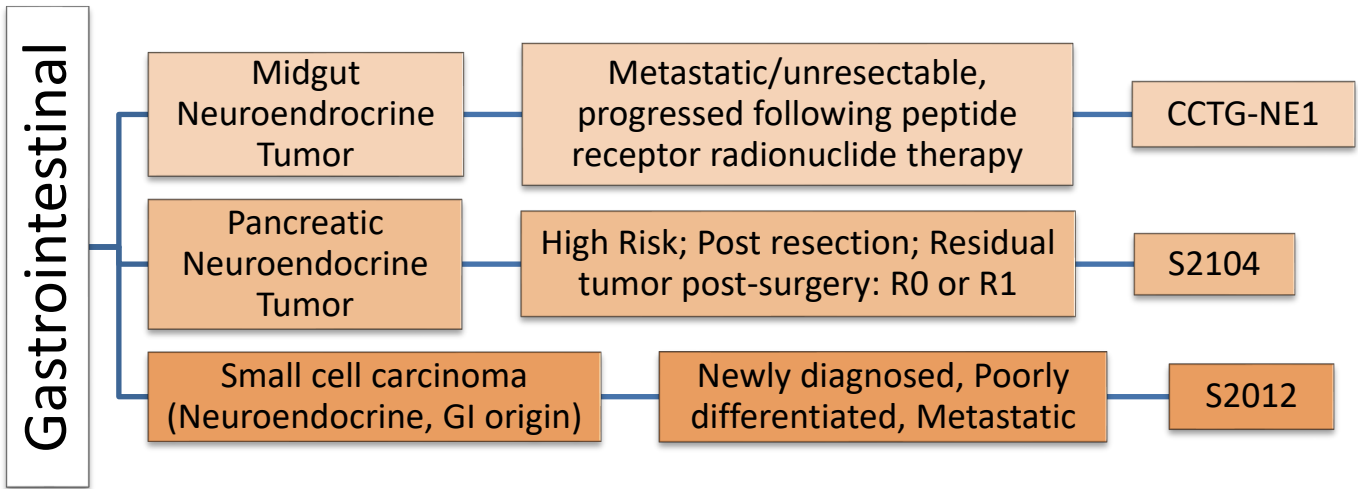 Gastrointestinal
Midgut
Neuroendrocrine
Tumor
Metastatic/unresectable,
progressed following peptide
receptor radionuclide therapy
CCTG-NE1
Pancreatic
Neuroendocrine
Tumor
High Risk; Post resection; Residual
tumor post-surgery: R0 or R1
S2104
Small cell carcinoma
(Neuroendocrine, GI origin)
Newly diagnosed, Poorly
differentiated, Metastatic
S2012